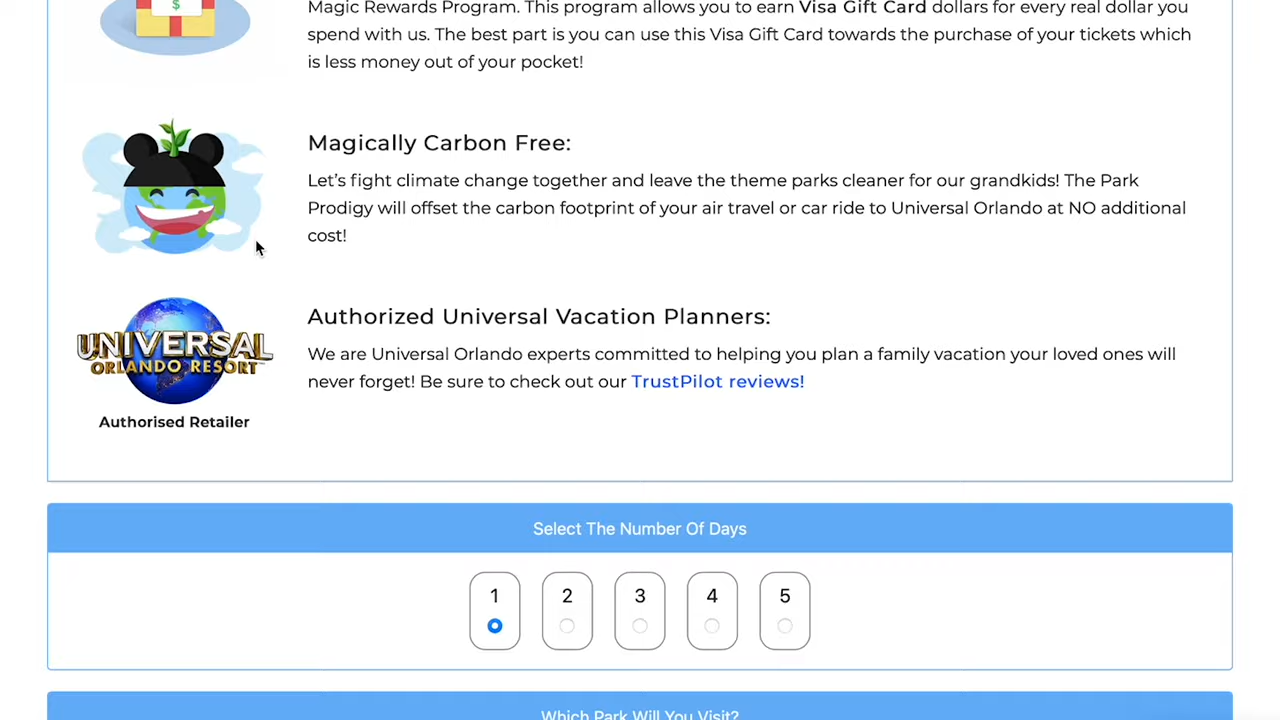 $
Magic Rewards Program. This program allows you to earn Visa Gift Card dollars for every real dollar you
spend with us. The best part is you can use this Visa Gift Card towards the purchase of your tickets which
is less money out of your pocket!
Magically Carbon Free:
Let's fight climate change together and leave the theme parks cleaner for our grandkids! The Park
Prodigy will offset the carbon footprint of your air travel or car ride to Universal Orlando at NO additional
cost!
UNIVERSAL
ORLANDO RESORT
Authorised Retailer
Authorized Universal Vacation Planners:
We are Universal Orlando experts committed to helping you plan a family vacation your loved ones will
never forget! Be sure to check out our TrustPilot reviews!
Select The Number Of Days
1 2 3 4 5
Which Park Will You Visit?